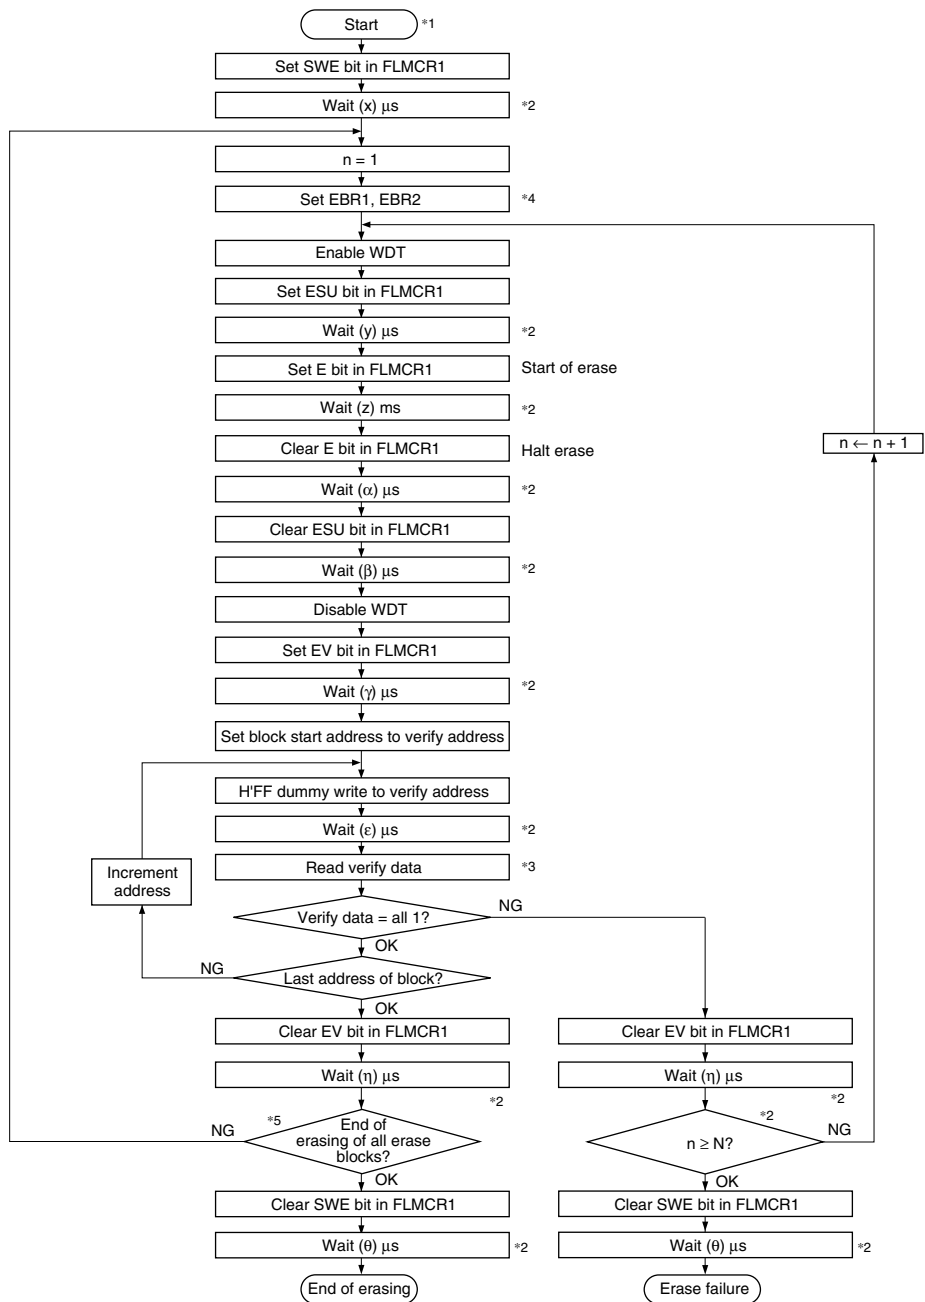 Start *1
Set SWE bit in FLMCR1
Wait (x) μs *2
n = 1
Set EBR1, EBR2 *4
Enable WDT
Set ESU bit in FLMCR1
Wait (y) μs *2
Set E bit in FLMCR1 Start of erase
Wait (z) ms *2
n ← n + 1
Clear E bit in FLMCR1 Halt erase
Wait (α) μs *2
Clear ESU bit in FLMCR1
Wait (β) μs *2
Disable WDT
Set EV bit in FLMCR1
Wait (γ) μs *2
Set block start address to verify address
H'FF dummy write to verify address
Wait (ε) μs *2
Read verify data *3
Increment
address
Verify data = all 1? NG
OK
NG Last address of block?
OK
Clear EV bit in FLMCR1 Clear EV bit in FLMCR1
Wait (η) μs Wait (η) μs
*2 *2
*5 *2
NG End of
erasing of all erase
blocks?
n ≥ N? NG
OK OK
Clear SWE bit in FLMCR1 Clear SWE bit in FLMCR1
Wait (θ) μs *2 Wait (θ) μs *2
End of erasing Erase failure